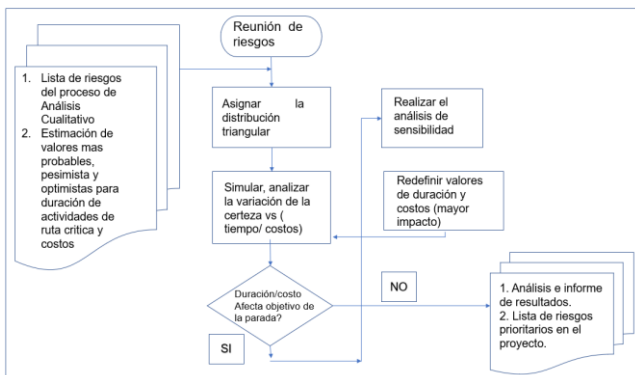 Reunión de
riesgos
1. Lista de riesgos
del proceso de
Análisis
Cualitativo
2. Estimación de
valores mas
probables,
pesimista y
optimistas para
duración de
actividades de
ruta critica y
costos
Asignar la
distribución
triangular
Realizar el
análisis de
sensibilidad
Simular, analizar
la variación de la
certeza vs (
tiempo/ costos)
Redefinir valores
de duración y
costos (mayor
impacto)
Duración/costo
Afecta objetivo de
la parada?
NO
SI
1. Análisis e informe
de resultados.
2. Lista de riesgos
prioritarios en el
proyecto.